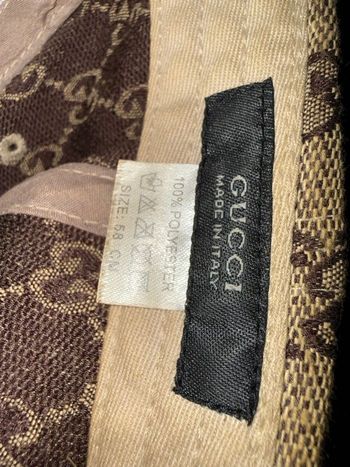 GUCCI
MADE IN ITALY
100% POLYESTER
SIZE: 58 CM